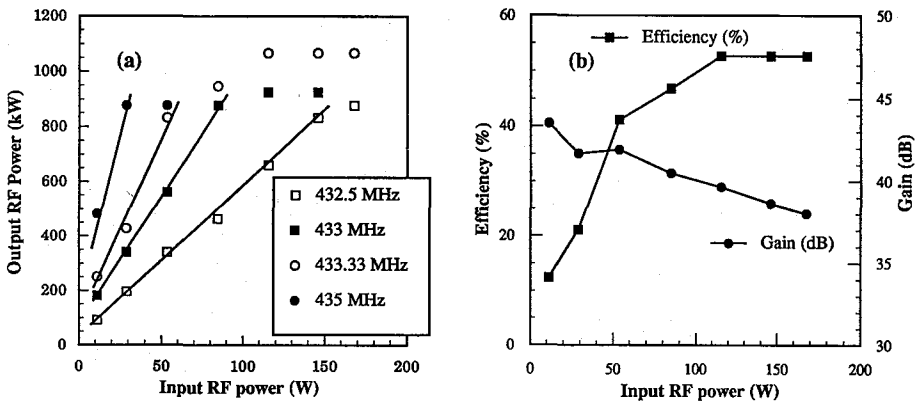 (a)
Output RF Power (kW)
1200
1000
800
600
400
200
0
0
50
100
150
200
Input RF power (W)
432.5 MHz
433 MHz
433.33 MHz
435 MHz
(b)
Efficiency (%)
60
40
20
0
Efficiency (%)
Gain (dB)
50
45
40
35
30
Gain (dB)
0
50
100
150
200
Input RF power (W)